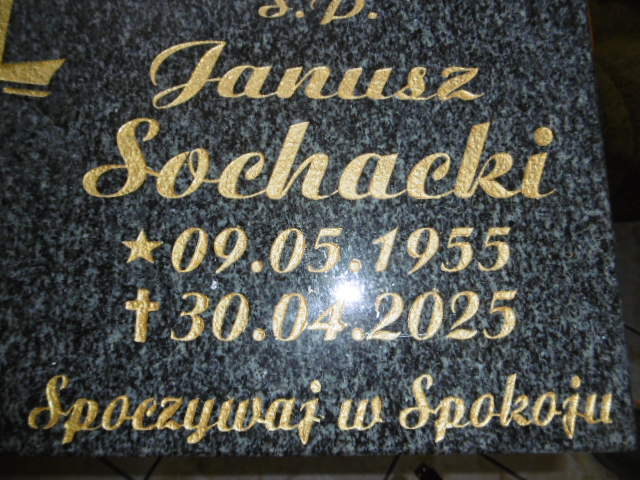 Ś.P.
Janusz
Sochacki
★ 09.05.1955
✝ 30.04.2025
Spoczywaj w Spokoju